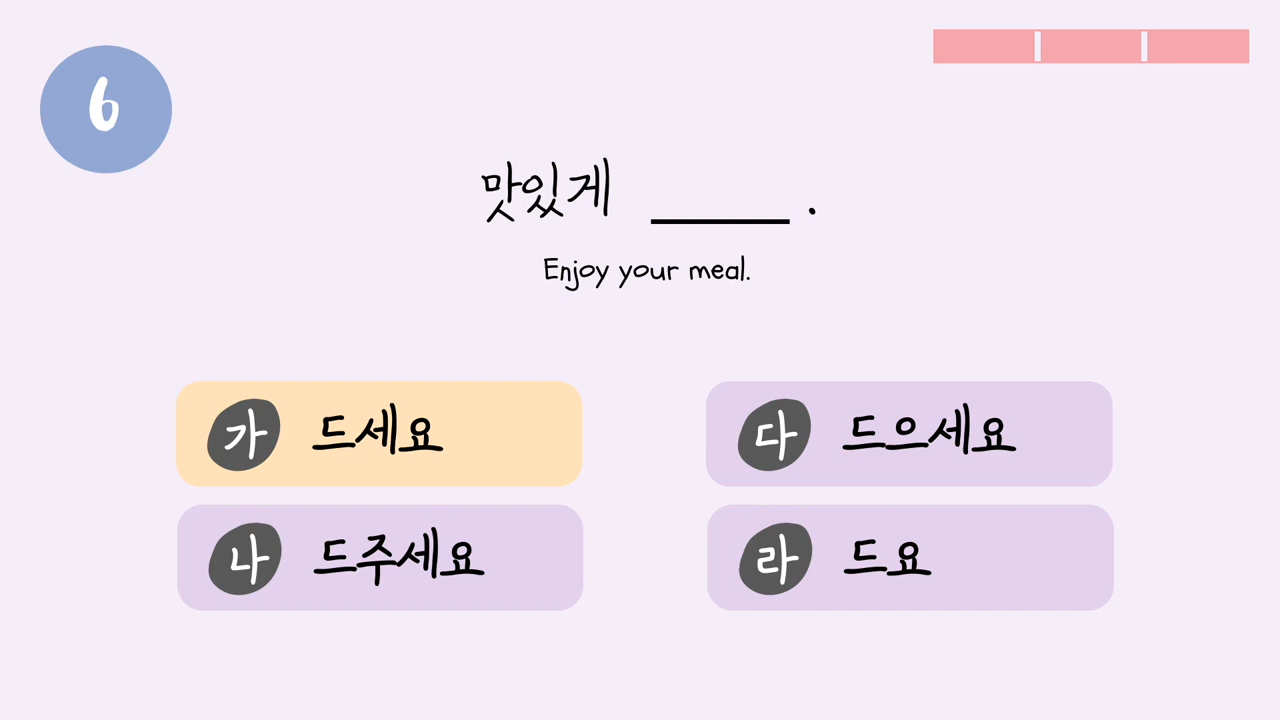 6
맛있게 _____ .
Enjoy your meal.
가 드세요
나 드주세요
다 드으세요
라 드요